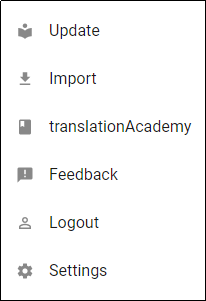 Update
Import
translationAcademy
Feedback
Logout
Settings